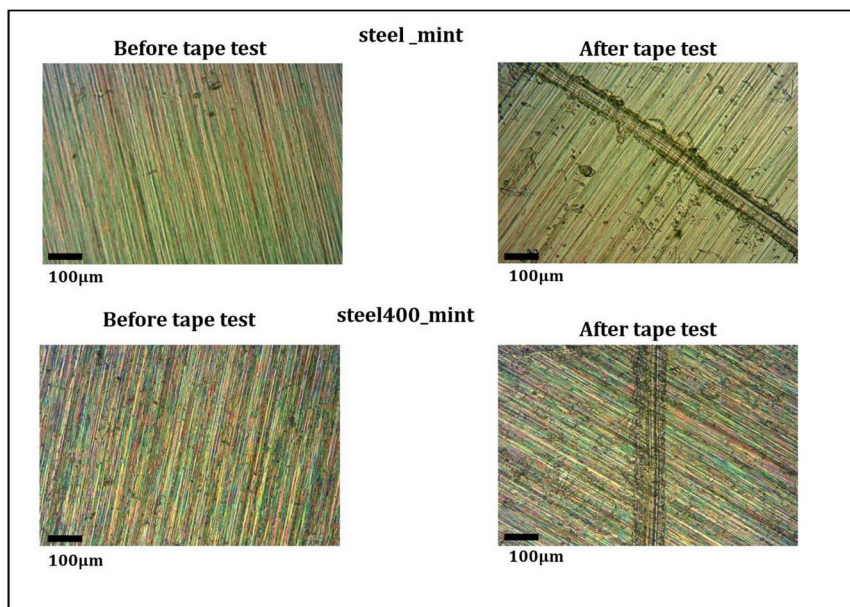 steel _mint
Before tape test
After tape test
100µm
100µm
steel400_mint
Before tape test
After tape test
100µm
100µm